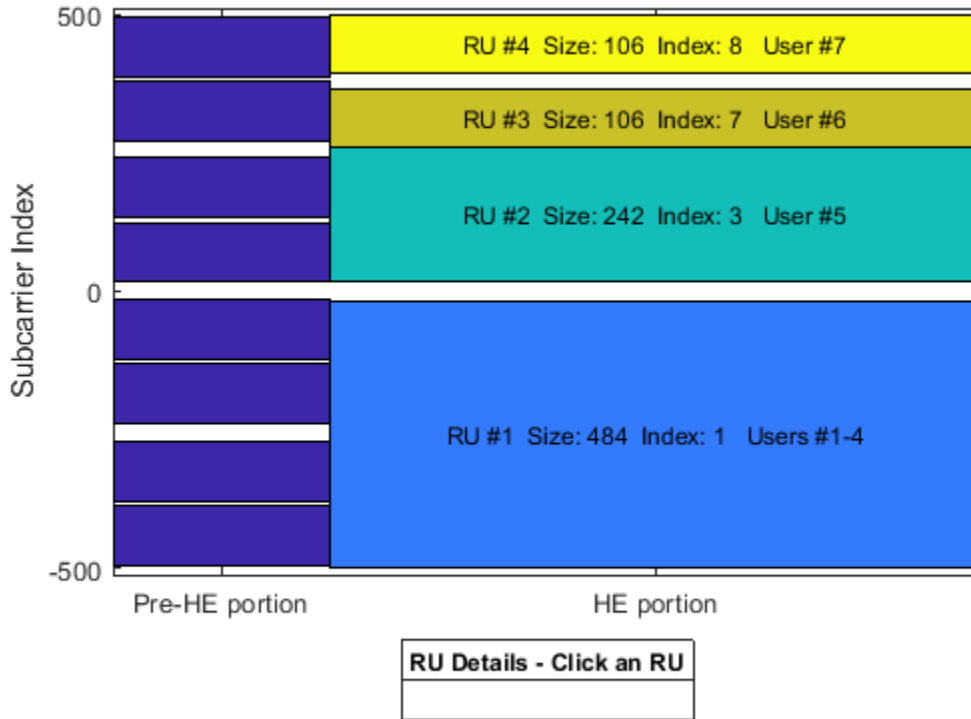 500
RU #4 Size: 106 Index: 8 User #7
RU #3 Size: 106 Index: 7 User #6
RU #2 Size: 242 Index: 3 User #5
Subcarrier Index
0
RU #1 Size: 484 Index: 1 Users #1-4
-500
Pre-HE portion HE portion
RU Details - Click an RU